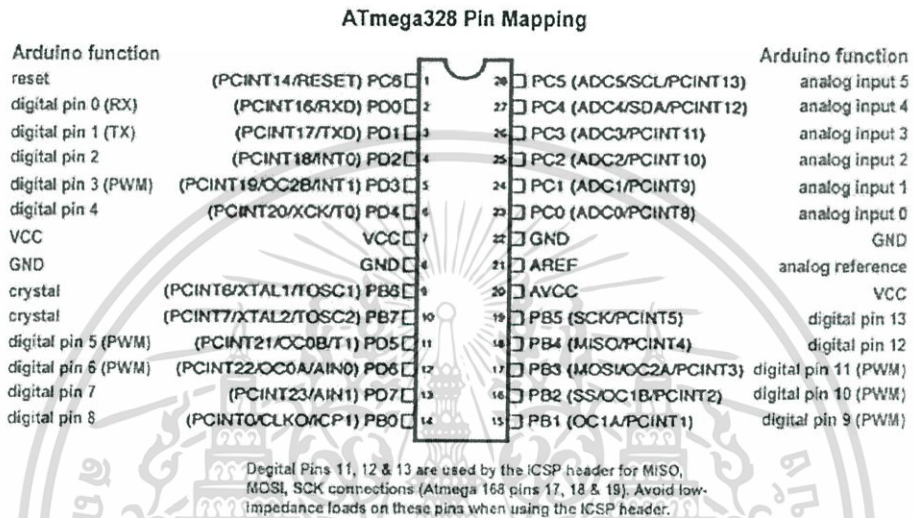 ATmega328 Pin Mapping
Arduino function Arduino function
reset (PCINT14/RESET) PC6 1 28 PC5 (ADC5/SCL/PCINT13) analog input 5
digital pin 0 (RX) (PCINT16/RXD) PD0 2 27 PC4 (ADC4/SDA/PCINT12) analog input 4
digital pin 1 (TX) (PCINT17/TXD) PD1 3 26 PC3 (ADC3/PCINT11) analog input 3
digital pin 2 (PCINT18/INT0) PD2 4 25 PC2 (ADC2/PCINT10) analog input 2
digital pin 3 (PWM) (PCINT19/OC2B/INT1) PD3 5 24 PC1 (ADC1/PCINT9) analog input 1
digital pin 4 (PCINT20/XCK/T0) PD4 6 23 PC0 (ADC0/PCINT8) analog input 0
VCC VCC 7 22 GND GND
GND GND 8 21 AREF analog reference
crystal (PCINT6/XTAL1/TOSC1) PB6 9 20 AVCC VCC
crystal (PCINT7/XTAL2/TOSC2) PB7 10 19 PB5 (SCK/PCINT5) digital pin 13
digital pin 5 (PWM) (PCINT21/OC0B/T1) PD5 11 18 PB4 (MISO/PCINT4) digital pin 12
digital pin 6 (PWM) (PCINT22/OC0A/AIN0) PD6 12 17 PB3 (MOSI/OC2A/PCINT3) digital pin 11 (PWM)
digital pin 7 (PCINT23/AIN1) PD7 13 16 PB2 (SS/OC1B/PCINT2) digital pin 10 (PWM)
digital pin 8 (PCINT0/CLKO/ICP1) PB0 14 15 PB1 (OC1A/PCINT1) digital pin 9 (PWM)
Degital Pins 11, 12 & 13 are used by the ICSP header for MISO,
MOSI, SCK connections (Atmega 168 pins 17, 18 & 19). Avoid low-
impedance loads on these pins when using the ICSP header.